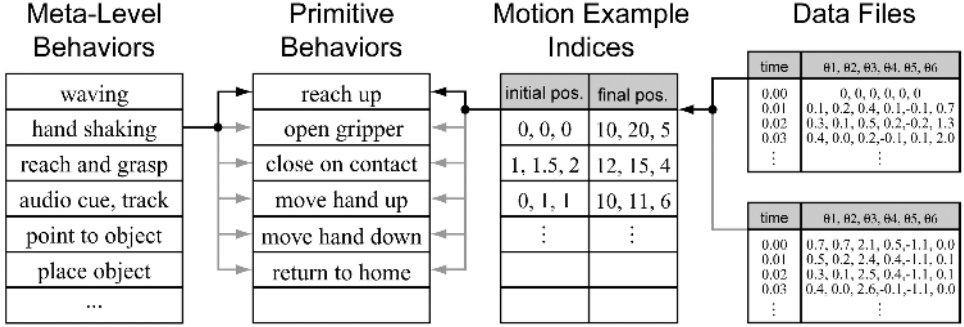 Meta-Level
Behaviors
waving
hand shaking
reach and grasp
audio cue, track
point to object
place object
...
Primitive
Behaviors
reach up
open gripper
close on contact
move hand up
move hand down
return to home
Motion Example
Indices
initial pos. final pos.
0, 0, 0 10, 20, 5
1, 1.5, 2 12, 15, 4
0, 1, 1 10, 11, 6
⋮ ⋮
Data Files
time θ1, θ2, θ3, θ4, θ5, θ6
0.00 0, 0, 0, 0, 0, 0
0.01 0.1, 0.2, 0.4, 0.1,-0.1, 0.7
0.02 0.3, 0.1, 0.5, 0.2,-0.2, 1.3
0.03 0.4, 0.0, 0.2,-0.1, 0.1, 2.0
⋮ ⋮
time θ1, θ2, θ3, θ4, θ5, θ6
0.00 0.7, 0.7, 2.1, 0.5,-1.1, 0.0
0.01 0.5, 0.2, 2.4, 0.4,-1.1, 0.1
0.02 0.3, 0.1, 2.5, 0.4,-1.1, 0.1
0.03 0.4, 0.0, 2.6,-0.1,-1.1, 0.0
⋮ ⋮